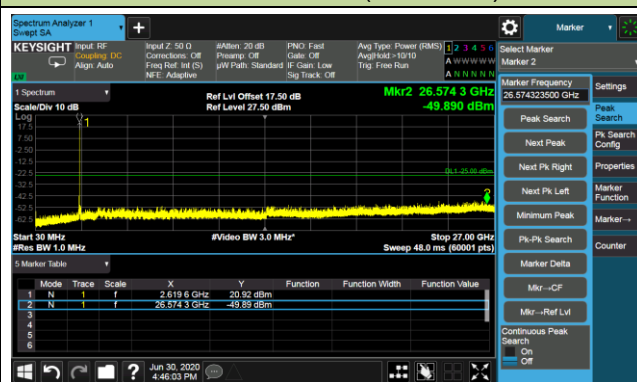 Spectrum Analyzer 1
Swept SA
+
Marker
KEYSIGHT
Input: RF
Coupling: DC
Align: Auto
Input Z: 50 Ω
Corrections: Off
Freq Ref: Int (S)
NFE: Adaptive
#Atten: 20 dB
Preamp: Off
µW Path: Standard
PNO: Fast
Gate: Off
IF Gain: Low
Sig Track: Off
Avg Type: Power (RMS)
Avg|Hold:>10/10
Trig: Free Run
1 2 3 4 5 6
A W W W W W
A N N N N N
Select Marker
Marker 2
1 Spectrum
Scale/Div 10 dB
Log
Ref Lvl Offset 17.50 dB
Ref Level 27.50 dBm
Mkr2 26.574 3 GHz
-49.890 dBm
17.5
7.50
-2.50
-12.5
-22.5
-32.5
-42.5
-52.5
-62.5
1
2
DL1 -25.00 dBm
Start 30 MHz
#Res BW 1.0 MHz
#Video BW 3.0 MHz*
Stop 27.00 GHz
Sweep 48.0 ms (60001 pts)
5 Marker Table
Mode Trace Scale X Y Function Function Width Function Value
1 N 1 f 2.619 6 GHz 20.92 dBm
2 N 1 f 26.574 3 GHz -49.89 dBm
3
4
5
6
Marker Frequency
26.574323500 GHz
Peak Search
Next Peak
Next Pk Right
Next Pk Left
Minimum Peak
Pk-Pk Search
Marker Delta
Mkr→CF
Mkr→Ref Lvl
Continuous Peak Search
On
Off
Settings
Peak Search
Pk Search Config
Properties
Marker Function
Marker→
Counter
?
Jun 30, 2020
4:46:03 PM